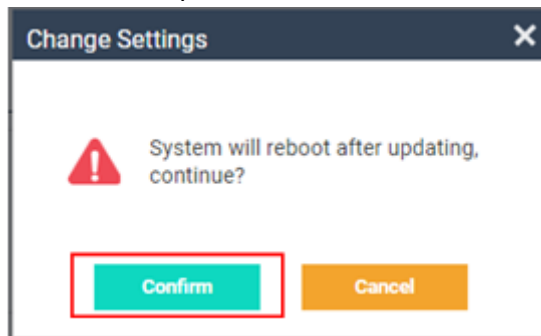 Change Settings
System will reboot after updating,
continue?
Confirm
Cancel